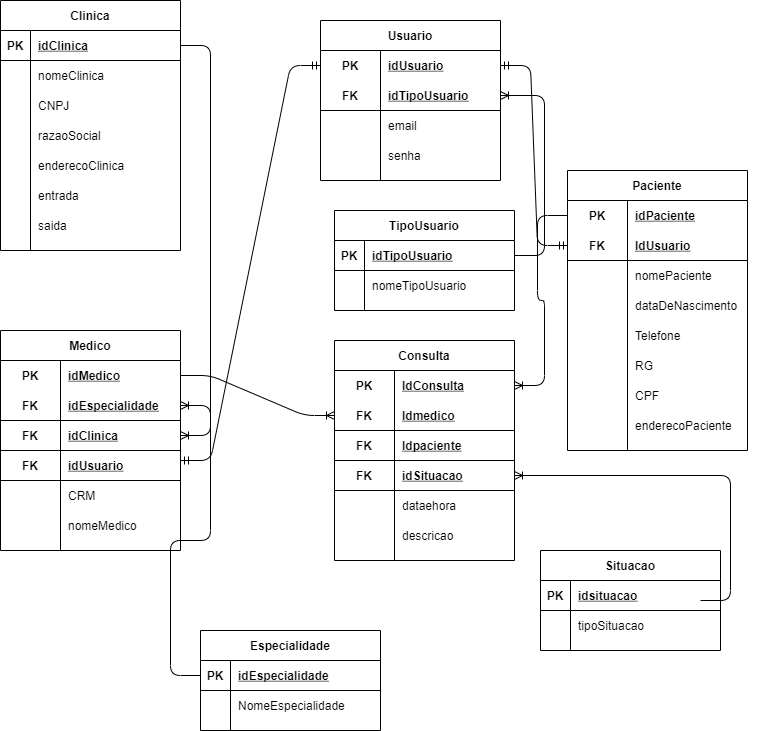 Clinica
PK idClinica
nomeClinica
CNPJ
razaoSocial
enderecoClinica
entrada
saida
Usuario
PK idUsuario
FK idTipoUsuario
email
senha
Paciente
PK idPaciente
FK IdUsuario
nomePaciente
dataDeNascimento
Telefone
RG
CPF
enderecoPaciente
TipoUsuario
PK idTipoUsuario
nomeTipoUsuario
Medico
PK idMedico
FK idEspecialidade
FK idClinica
FK idUsuario
CRM
nomeMedico
Consulta
PK IdConsulta
FK Idmedico
FK Idpaciente
FK idSituacao
dataehora
descricao
Situacao
PK idsituacao
tipoSituacao
Especialidade
PK idEspecialidade
NomeEspecialidade